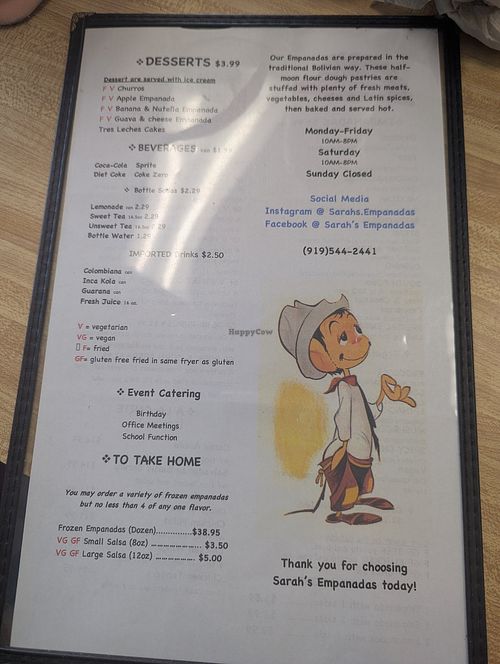 ❖ DESSERTS $3.99
Dessert are served with ice cream
F V Churros
F V Apple Empanada
F V Banana & Nutella Empanada
F V Guava & cheese Empanada
Tres Leches Cakes
❖ BEVERAGES can $1.
Coca-Cola Sprite
Diet Coke Coke Zero
❖ Bottle Sodas $2.29
Lemonade can 2.29
Sweet Tea 16.5oz 2.29
Unsweet Tea 16.5oz 2.29
Bottle Water 1.29
IMPORTED Drinks $2.50
Colombiana can
Inca Kola can
Guarana can
Fresh Juice 16 oz.
V = vegetarian
VG = vegan
F= fried
GF= gluten free fried in same fryer as gluten
❖ Event Catering
Birthday
Office Meetings
School Function
❖ TO TAKE HOME
You may order a variety of frozen empanadas
but no less than 4 of any one flavor.
Frozen Empanadas (Dozen)...............$38.95
VG GF Small Salsa (8oz) ........................ $3.50
VG GF Large Salsa (12oz) ..................... $5.00
Our Empanadas are prepared in the
traditional Bolivian way. These half-
moon flour dough pastries are
stuffed with plenty of fresh meats,
vegetables, cheeses and Latin spices,
then baked and served hot.
Monday-Friday
10AM-8PM
Saturday
10AM-8PM
Sunday Closed
Social Media
Instagram @ Sarahs.Empanadas
Facebook @ Sarah's Empanadas
(919)544-2441
HappyCow
Thank you for choosing
Sarah's Empanadas today!